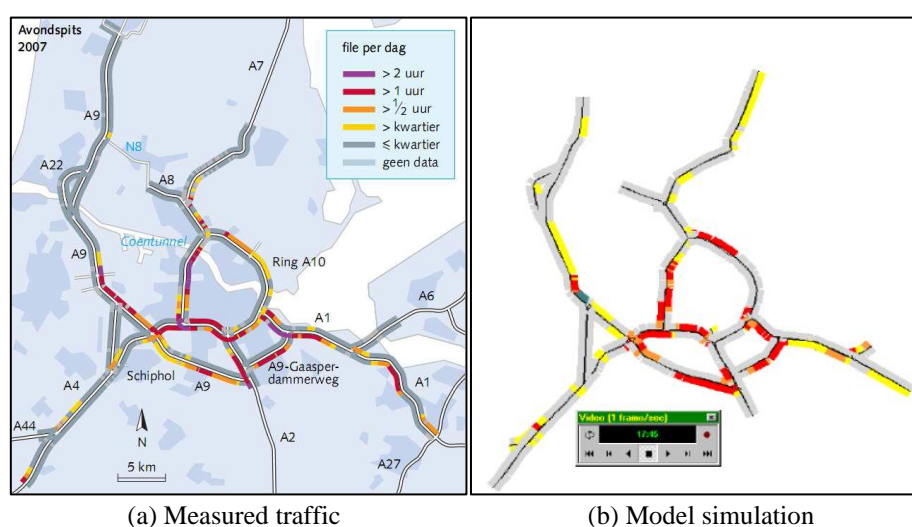 Avondspits
2007
file per dag
> 2 uur
> 1 uur
> 1/2 uur
> kwartier
≤ kwartier
geen data
A7
A9
N8
A22
A8
Coentunnel
A9
Ring A10
A6
A1
Schiphol
A9
A9-Gaasper-
dammerweg
A4
A1
A44
N
A2
A27
5 km
Video (1 frame/sec)
17:45
(a) Measured traffic
(b) Model simulation